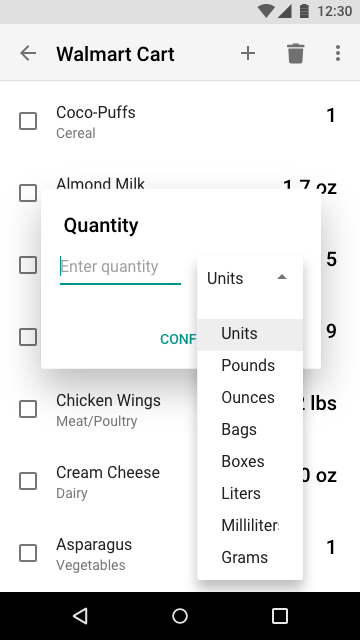 12:30
Walmart Cart
Coco-Puffs
1
Cereal
Almond Milk
1.7 oz
Quantity
Enter quantity
Units
5
Units
9
CONF
Pounds
Ounces
Chicken Wings
lbs
Meat/Poultry
Bags
Boxes
Cream Cheese
0 oz
Dairy
Liters
Milliliter
Asparagus
1
Grams
Vegetables